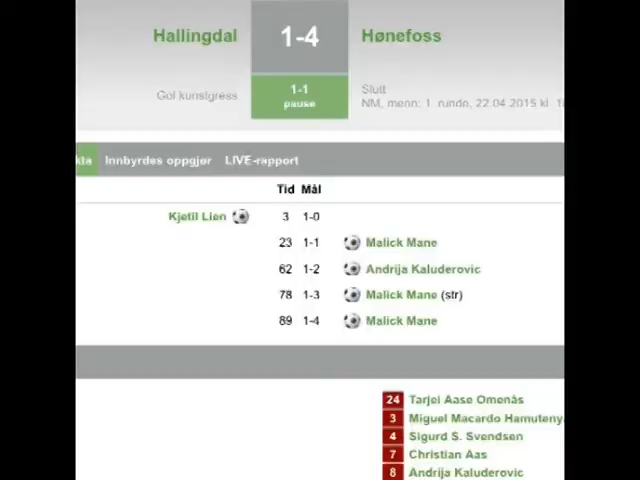 Hallingdal 1-4 Hønefoss
Gol kunstgress 1-1 pause Slutt
NM, menn: 1. runde, 22.04.2015 kl.
kta Innbyrdes oppgjør LIVE-rapport
Tid Mål
Kjetil Lien 3 1-0
23 1-1 Malick Mane
62 1-2 Andrija Kaluderovic
78 1-3 Malick Mane (str)
89 1-4 Malick Mane
24 Tarjei Aase Omenås
3 Miguel Macardo Hamuteny
4 Sigurd S. Svendsen
7 Christian Aas
8 Andrija Kaluderovic